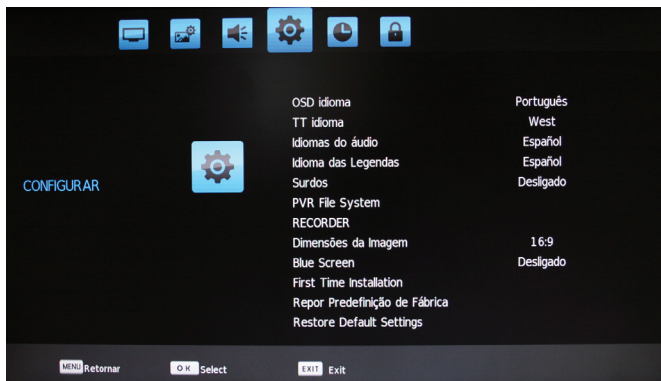 OSD idioma Português
TT idioma West
Idiomas do áudio Español
Idioma das Legendas Español
CONFIGURAR
Surdos Desligado
PVR File System
RECORDER
Dimensões da Imagem 16:9
Blue Screen Desligado
First Time Installation
Repor Predefinição de Fábrica
Restore Default Settings
MENU Retornar OK Select EXIT Exit